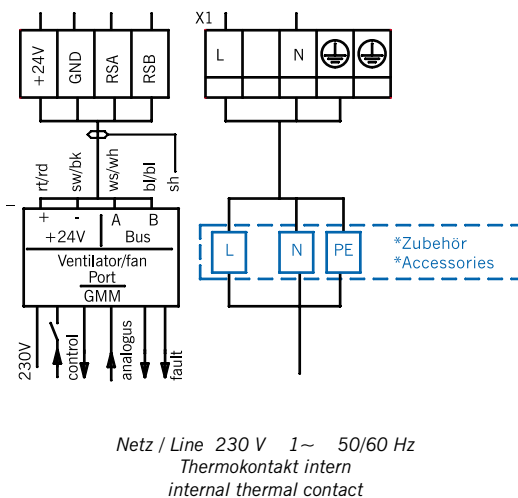 X1
+24V GND RSA RSB
L N
rt/rd sw/bk ws/wh bl/bl sh
+ - A B
+24V Bus
Ventilator/fan
Port
GMM
L N PE
*Zubehör
*Accessories
230V control analogus fault
Netz / Line 230 V 1~ 50/60 Hz
Thermokontakt intern
internal thermal contact